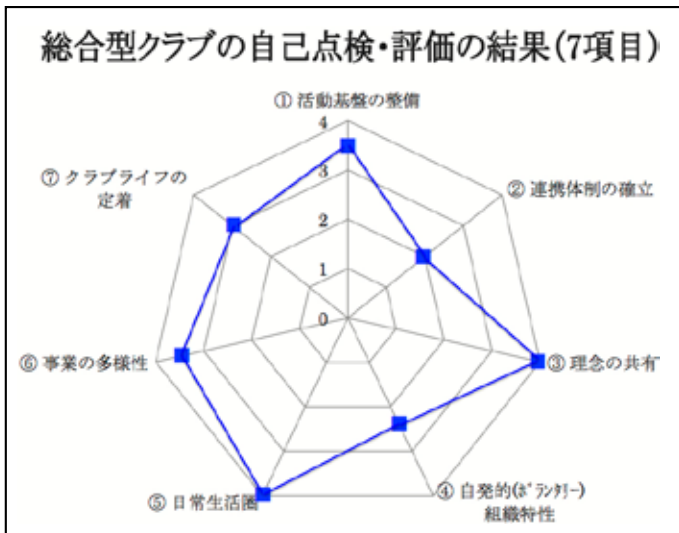 総合型クラブの自己点検・評価の結果(7項目)
① 活動基盤の整備
4
3
2
1
0
② 連携体制の確立
③ 理念の共有
④ 自発的(ﾎﾞﾗﾝﾀﾘｰ)
組織特性
⑤ 日常生活圏
⑥ 事業の多様性
⑦ クラブライフの
定着